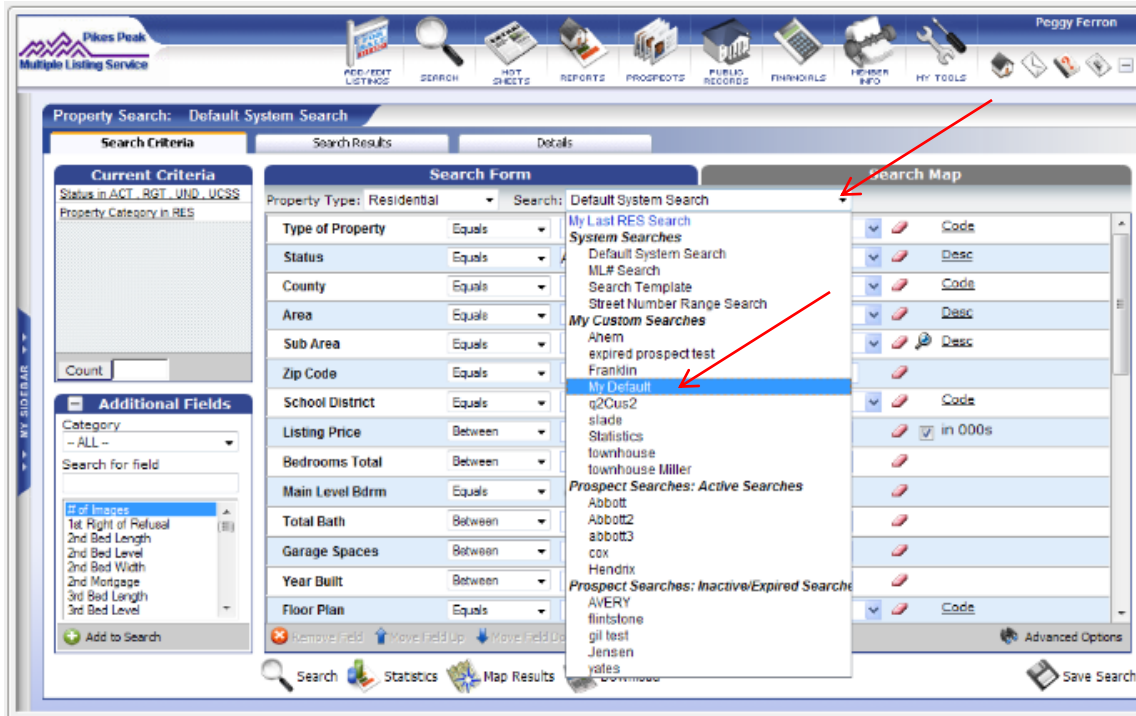 Pikes Peak
Multiple Listing Service
ADD/EDIT LISTINGS
SEARCH
HOT SHEETS
REPORTS
PROSPECTS
PUBLIC RECORDS
FINANCIALS
MEMBER INFO
MY TOOLS
Peggy Ferron
Property Search: Default System Search
Search Criteria
Search Results
Details
MY SIDEBAR
Current Criteria
Status in ACT , RGT , UND , UCSS
Property Category in RES
Count
Additional Fields
Category
-- ALL --
Search for field
# of Images
1st Right of Refusal
2nd Bed Length
2nd Bed Level
2nd Bed Width
2nd Mortgage
3rd Bed Length
3rd Bed Level
Add to Search
Search Form
Search Map
Property Type: Residential Search: Default System Search
Type of Property Equals Code
Status Equals Desc
County Equals Code
Area Equals Desc
Sub Area Equals Desc
Zip Code Equals
School District Equals Code
Listing Price Between in 000s
Bedrooms Total Between
Main Level Bdrm Equals
Total Bath Between
Garage Spaces Between
Year Built Between
Floor Plan Equals Code
My Last RES Search
System Searches
Default System Search
ML# Search
Search Template
Street Number Range Search
My Custom Searches
Ahern
expired prospect test
Franklin
My Default
q2Cus2
slade
Statistics
townhouse
townhouse Miller
Prospect Searches: Active Searches
Abbott
Abbott2
abbott3
cox
Hendrix
Prospect Searches: Inactive/Expired Searche
AVERY
flintstone
gil test
Jensen
yates
Remove Field Move Field Up Move Field Do
Advanced Options
Search Statistics Map Results Download
Save Search